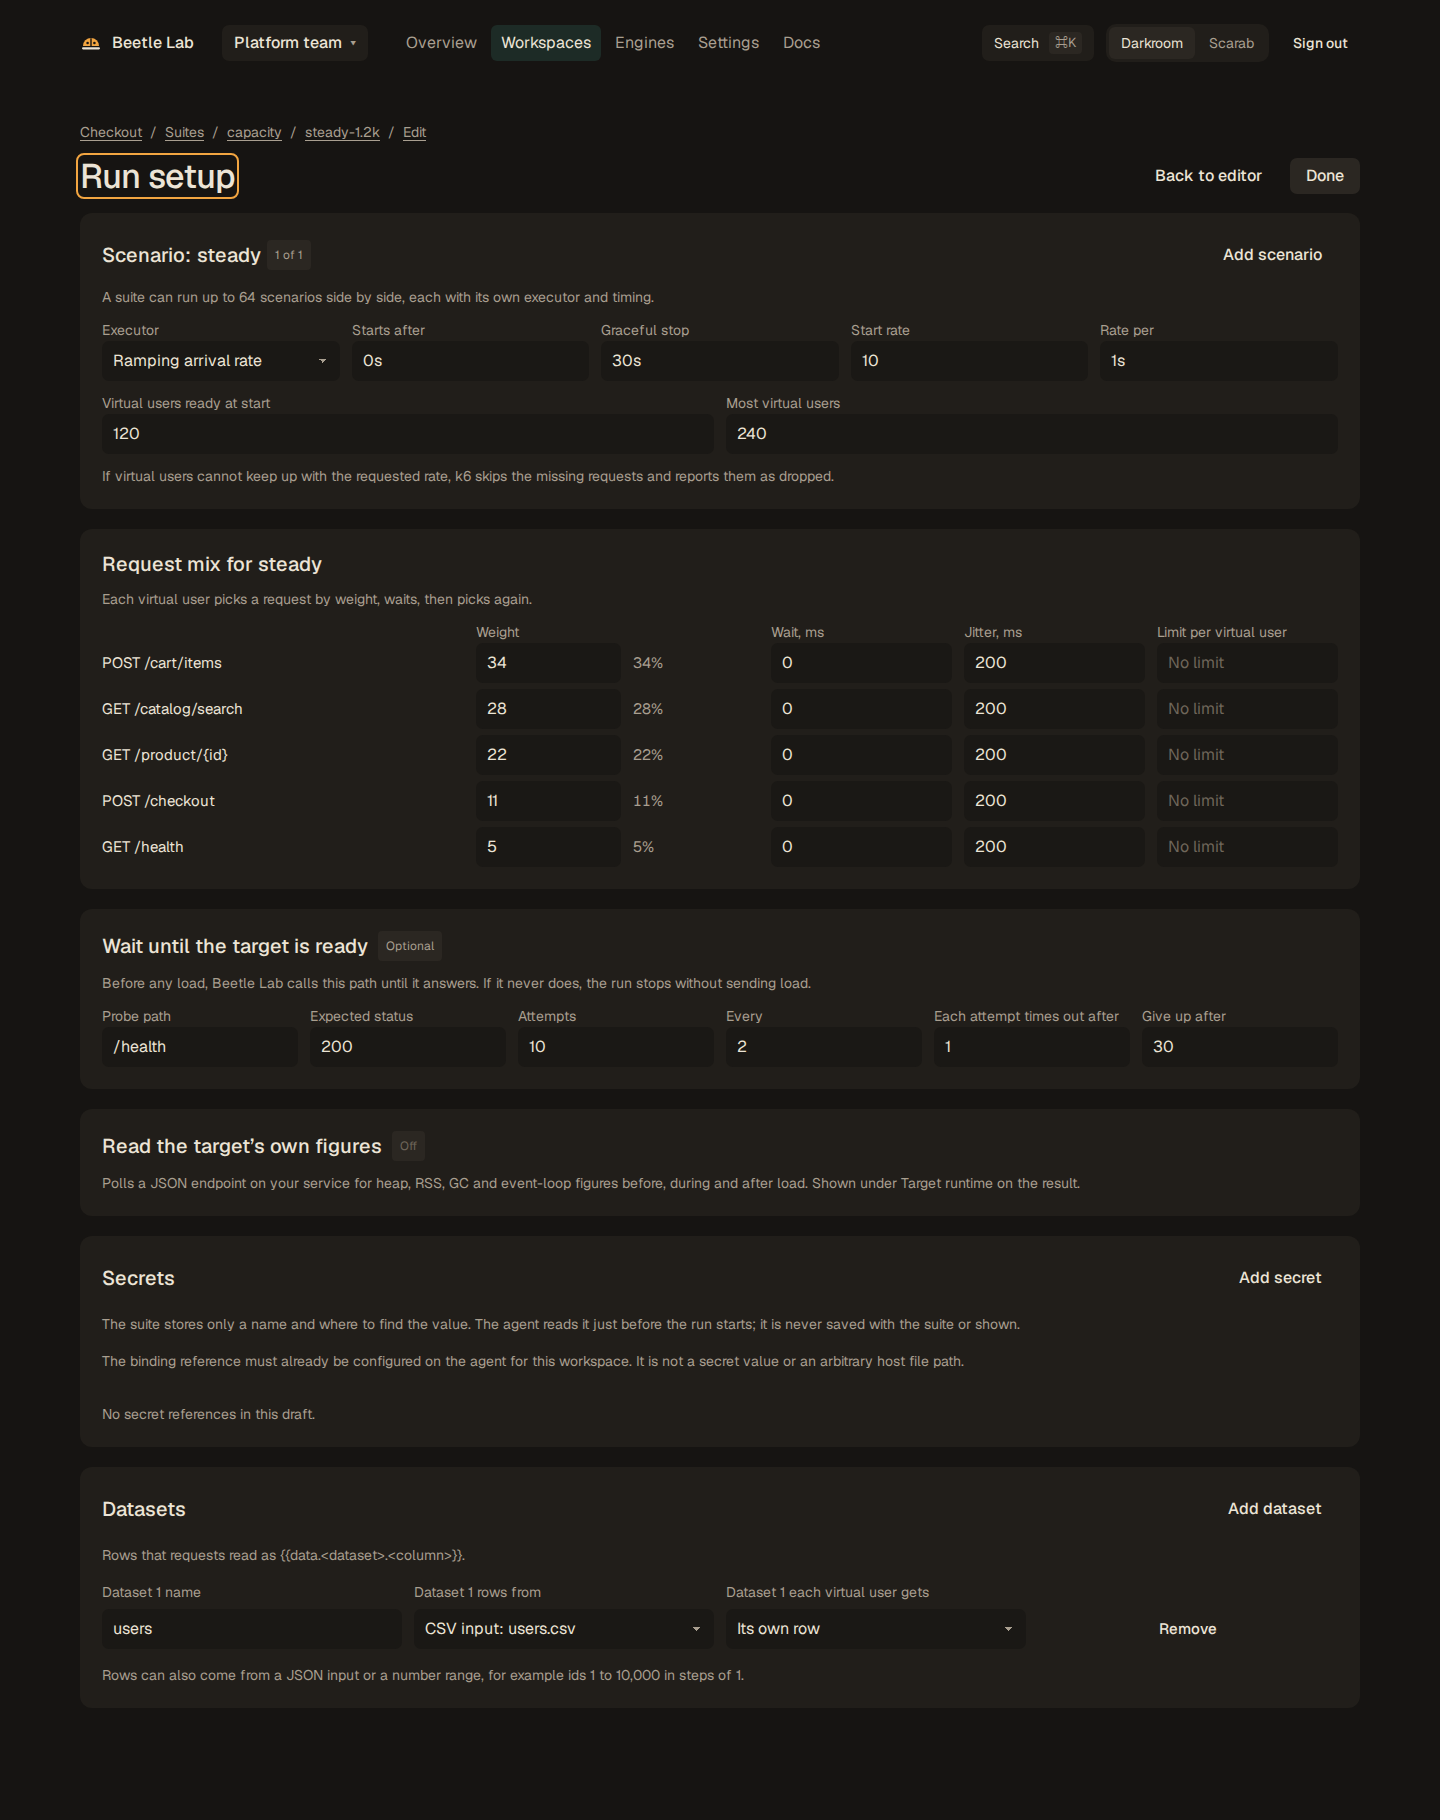 Beetle Lab Platform team ▾ Overview Workspaces Engines Settings Docs Search ⌘K Darkroom Scarab Sign out
Checkout / Suites / capacity / steady-1.2k / Edit
Run setup Back to editor Done
Scenario: steady 1 of 1 Add scenario
A suite can run up to 64 scenarios side by side, each with its own executor and timing.
Executor Starts after Graceful stop Start rate Rate per
Ramping arrival rate 0s 30s 10 1s
Virtual users ready at start Most virtual users
120 240
If virtual users cannot keep up with the requested rate, k6 skips the missing requests and reports them as dropped.
Request mix for steady
Each virtual user picks a request by weight, waits, then picks again.
Weight Wait, ms Jitter, ms Limit per virtual user
POST /cart/items 34 34% 0 200 No limit
GET /catalog/search 28 28% 0 200 No limit
GET /product/{id} 22 22% 0 200 No limit
POST /checkout 11 11% 0 200 No limit
GET /health 5 5% 0 200 No limit
Wait until the target is ready Optional
Before any load, Beetle Lab calls this path until it answers. If it never does, the run stops without sending load.
Probe path Expected status Attempts Every Each attempt times out after Give up after
/health 200 10 2 1 30
Read the target’s own figures Off
Polls a JSON endpoint on your service for heap, RSS, GC and event-loop figures before, during and after load. Shown under Target runtime on the result.
Secrets Add secret
The suite stores only a name and where to find the value. The agent reads it just before the run starts; it is never saved with the suite or shown.
The binding reference must already be configured on the agent for this workspace. It is not a secret value or an arbitrary host file path.
No secret references in this draft.
Datasets Add dataset
Rows that requests read as {{data.<dataset>.<column>}}.
Dataset 1 name Dataset 1 rows from Dataset 1 each virtual user gets
users CSV input: users.csv Its own row Remove
Rows can also come from a JSON input or a number range, for example ids 1 to 10,000 in steps of 1.